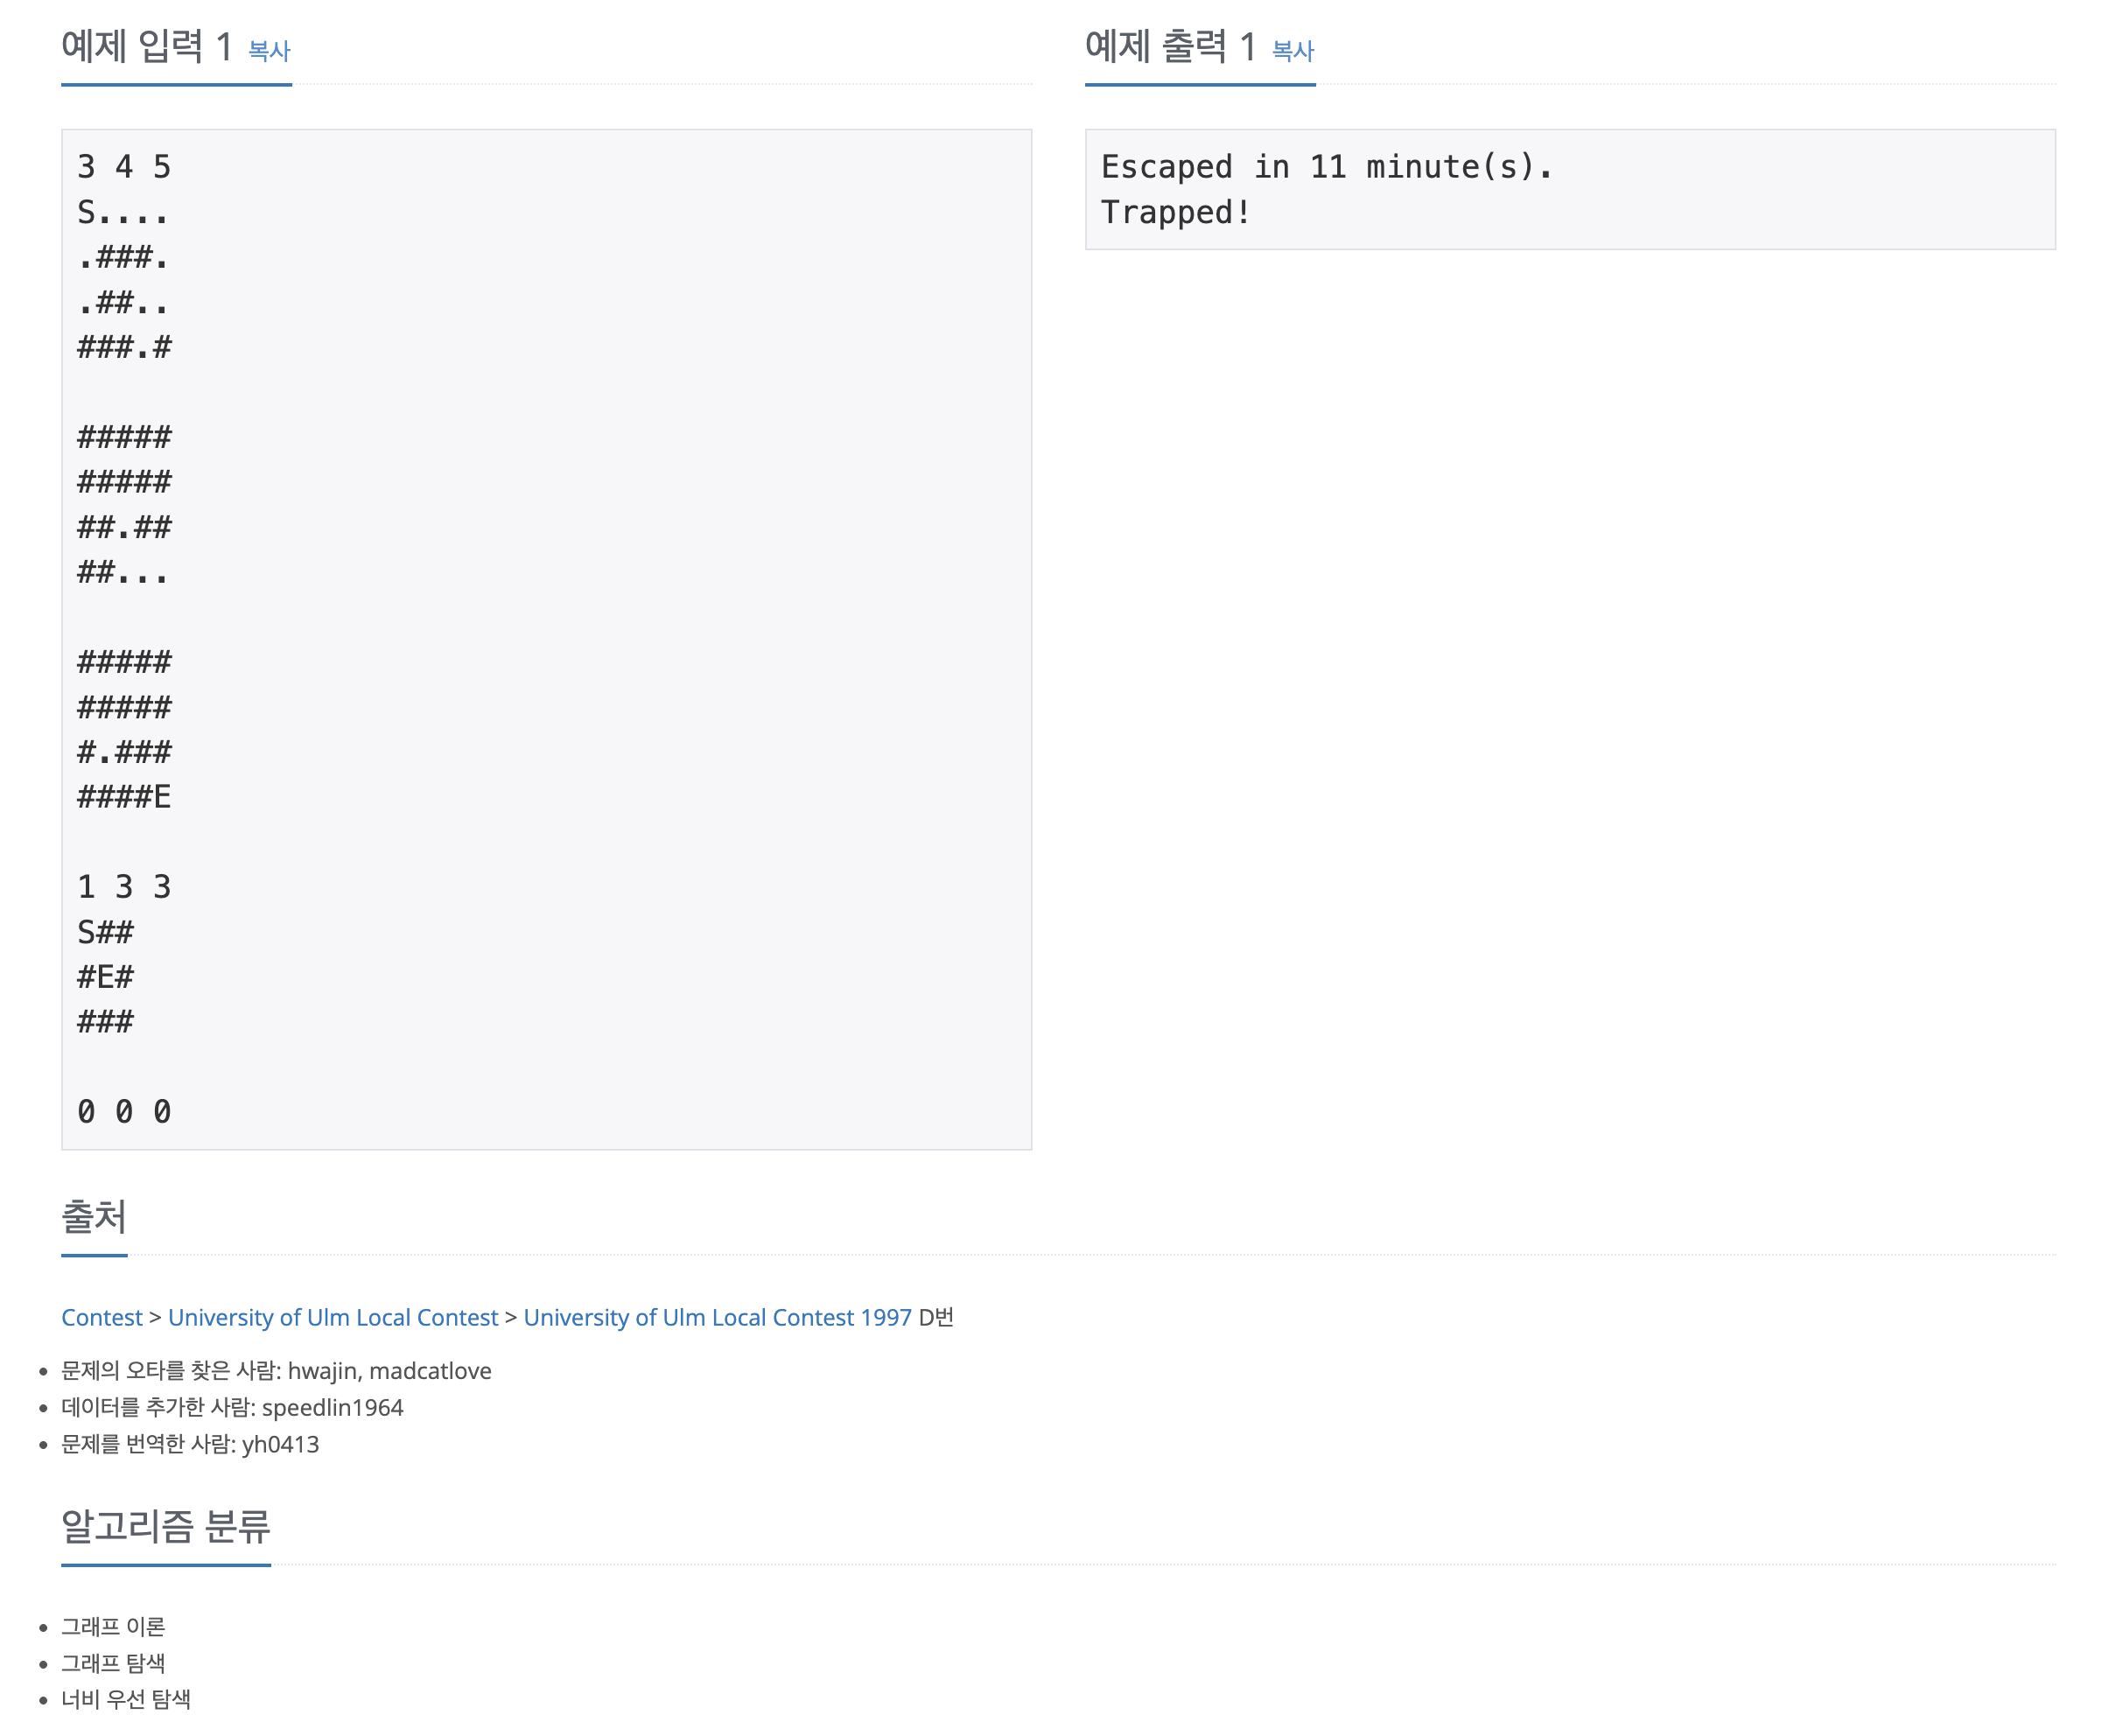 예제 입력 1 복사
3 4 5
S....
.###.
.##..
###.#

#####
#####
##.##
##...

#####
#####
#.###
####E

1 3 3
S##
#E#
###

0 0 0
예제 출력 1 복사
Escaped in 11 minute(s).
Trapped!
출처
Contest > University of Ulm Local Contest > University of Ulm Local Contest 1997 D번
문제의 오타를 찾은 사람: hwajin, madcatlove
데이터를 추가한 사람: speedlin1964
문제를 번역한 사람: yh0413
알고리즘 분류
그래프 이론
그래프 탐색
너비 우선 탐색